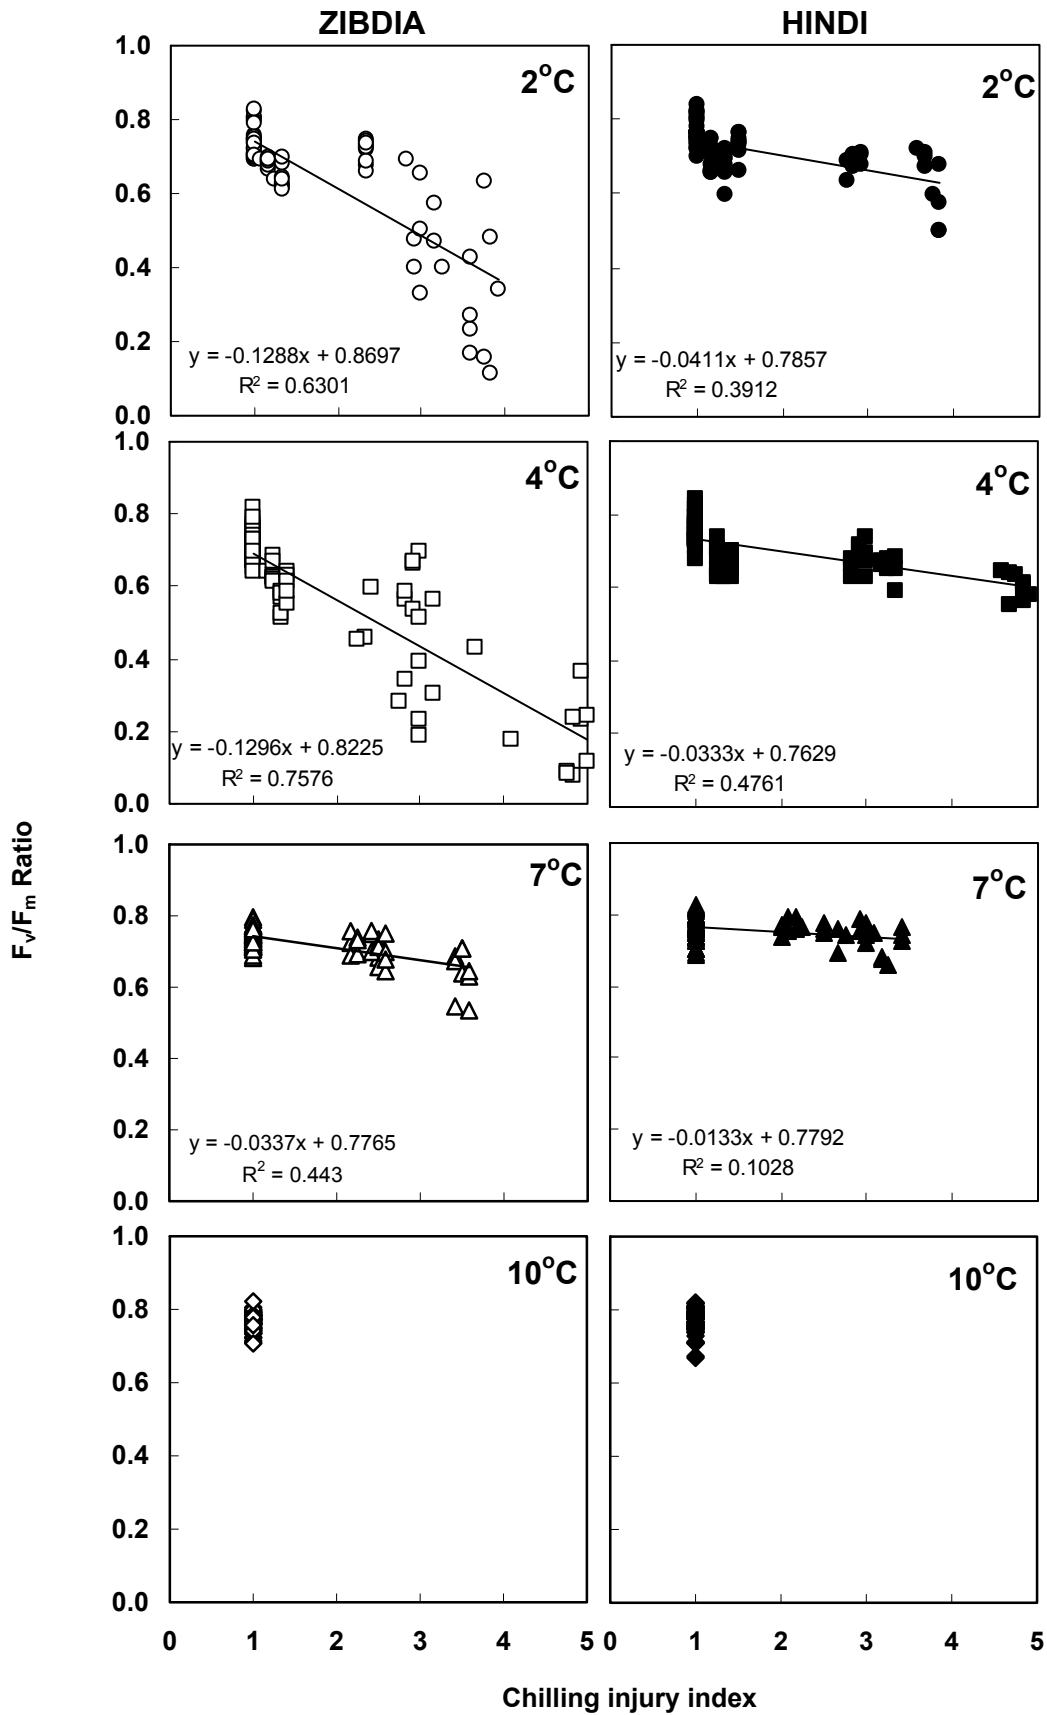 ZIBDIA HINDI
1.0 2°C 2°C
0.8
0.6
0.4
0.2 y = -0.1288x + 0.8697 y = -0.0411x + 0.7857
R² = 0.6301 R² = 0.3912
0.0
1.0 4°C 4°C
0.8
0.6
0.4
0.2 y = -0.1296x + 0.8225 y = -0.0333x + 0.7629
R² = 0.7576 R² = 0.4761
0.0
Fv/Fm Ratio
1.0 7°C 7°C
0.8
0.6
0.4
0.2 y = -0.0337x + 0.7765 y = -0.0133x + 0.7792
R² = 0.443 R² = 0.1028
0.0
1.0 10°C 10°C
0.8
0.6
0.4
0.2
0.0
0 1 2 3 4 5 0 1 2 3 4 5
Chilling injury index